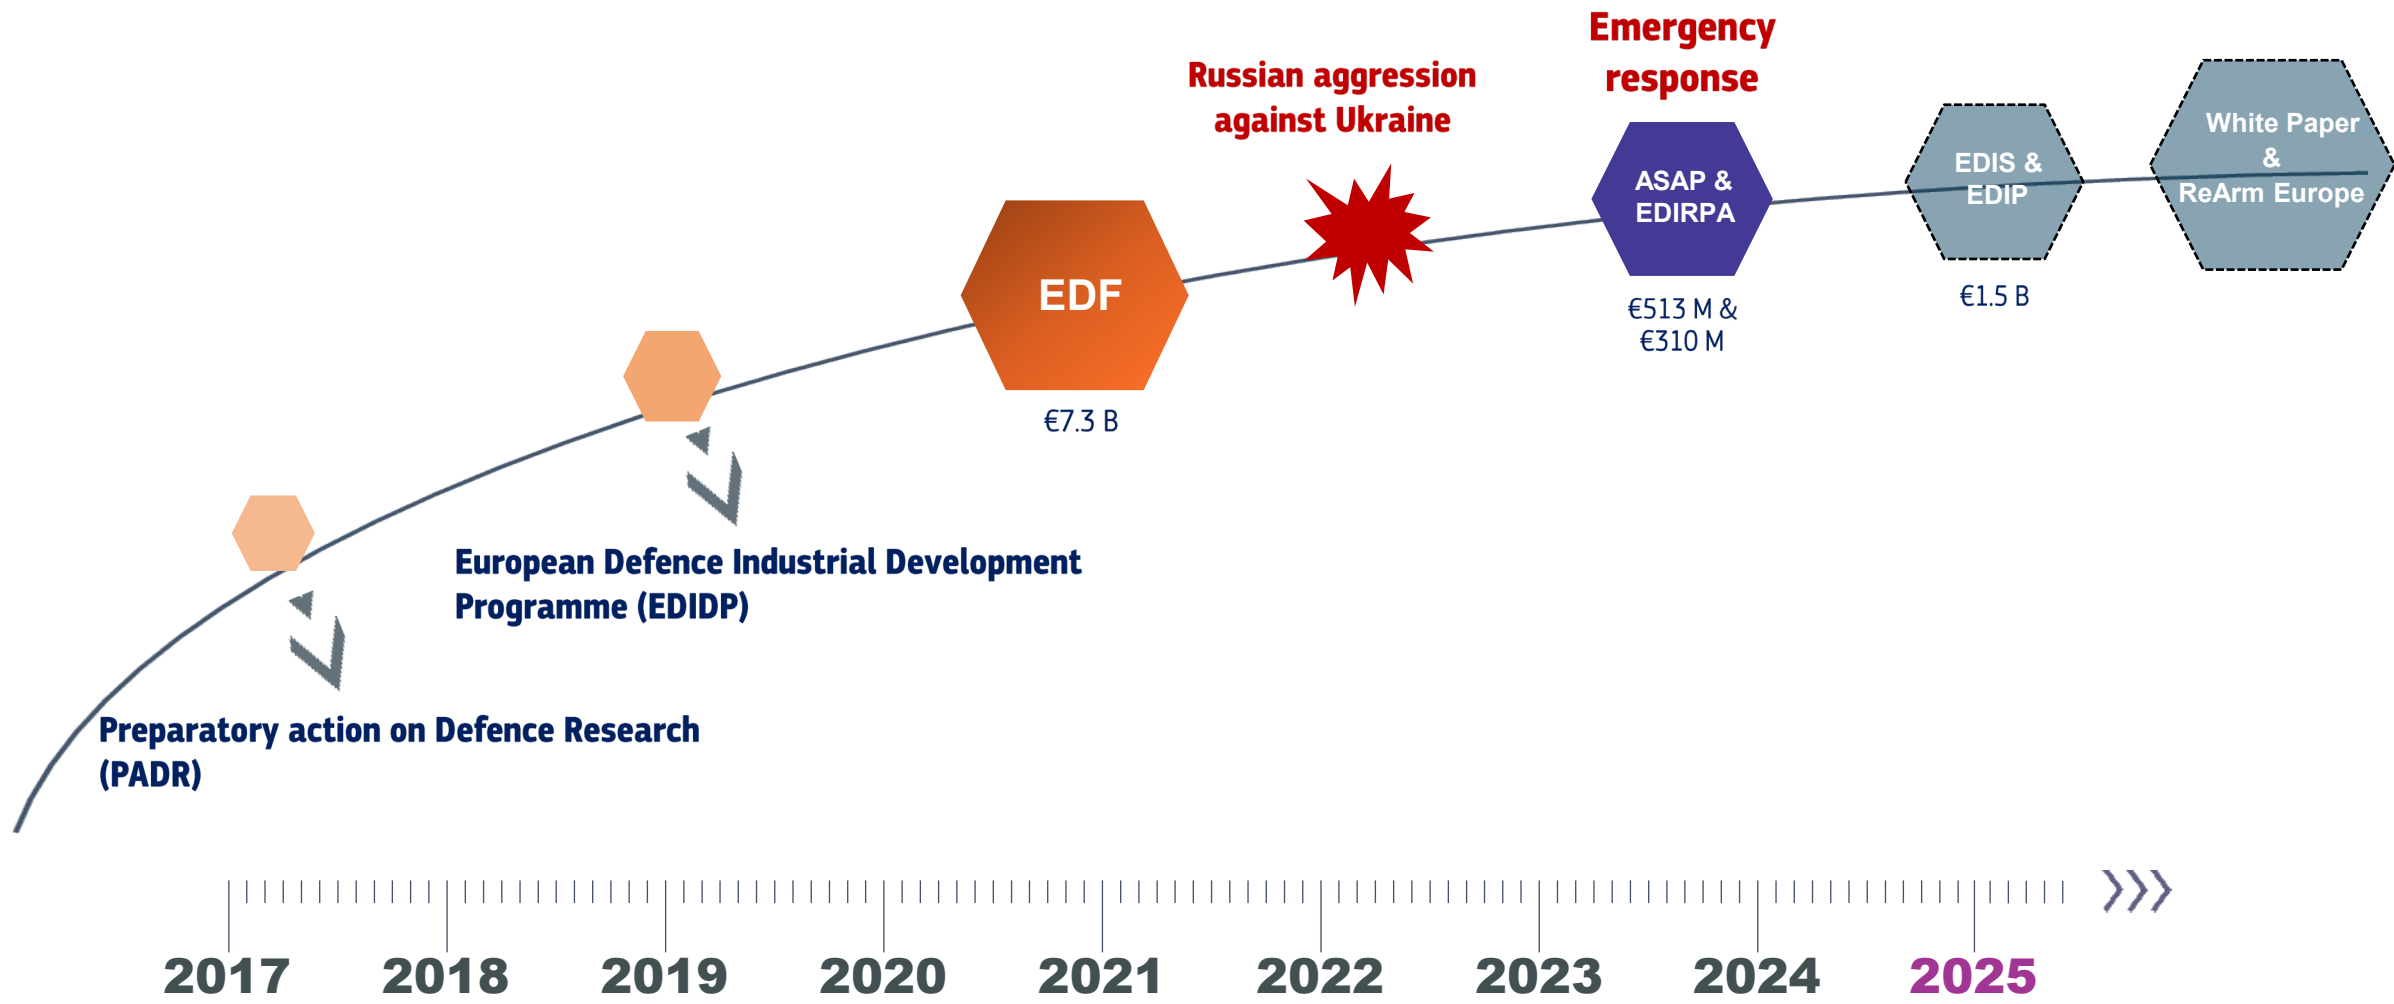 Emergency
response
Russian aggression
against Ukraine
White Paper
&
ReArm Europe
EDIS &
EDIP
ASAP &
EDIRPA
EDF
€1.5 B
€513 M &
€310 M
€7.3 B
European Defence Industrial Development
Programme (EDIDP)
Preparatory action on Defence Research
(PADR)
2017 2018 2019 2020 2021 2022 2023 2024 2025